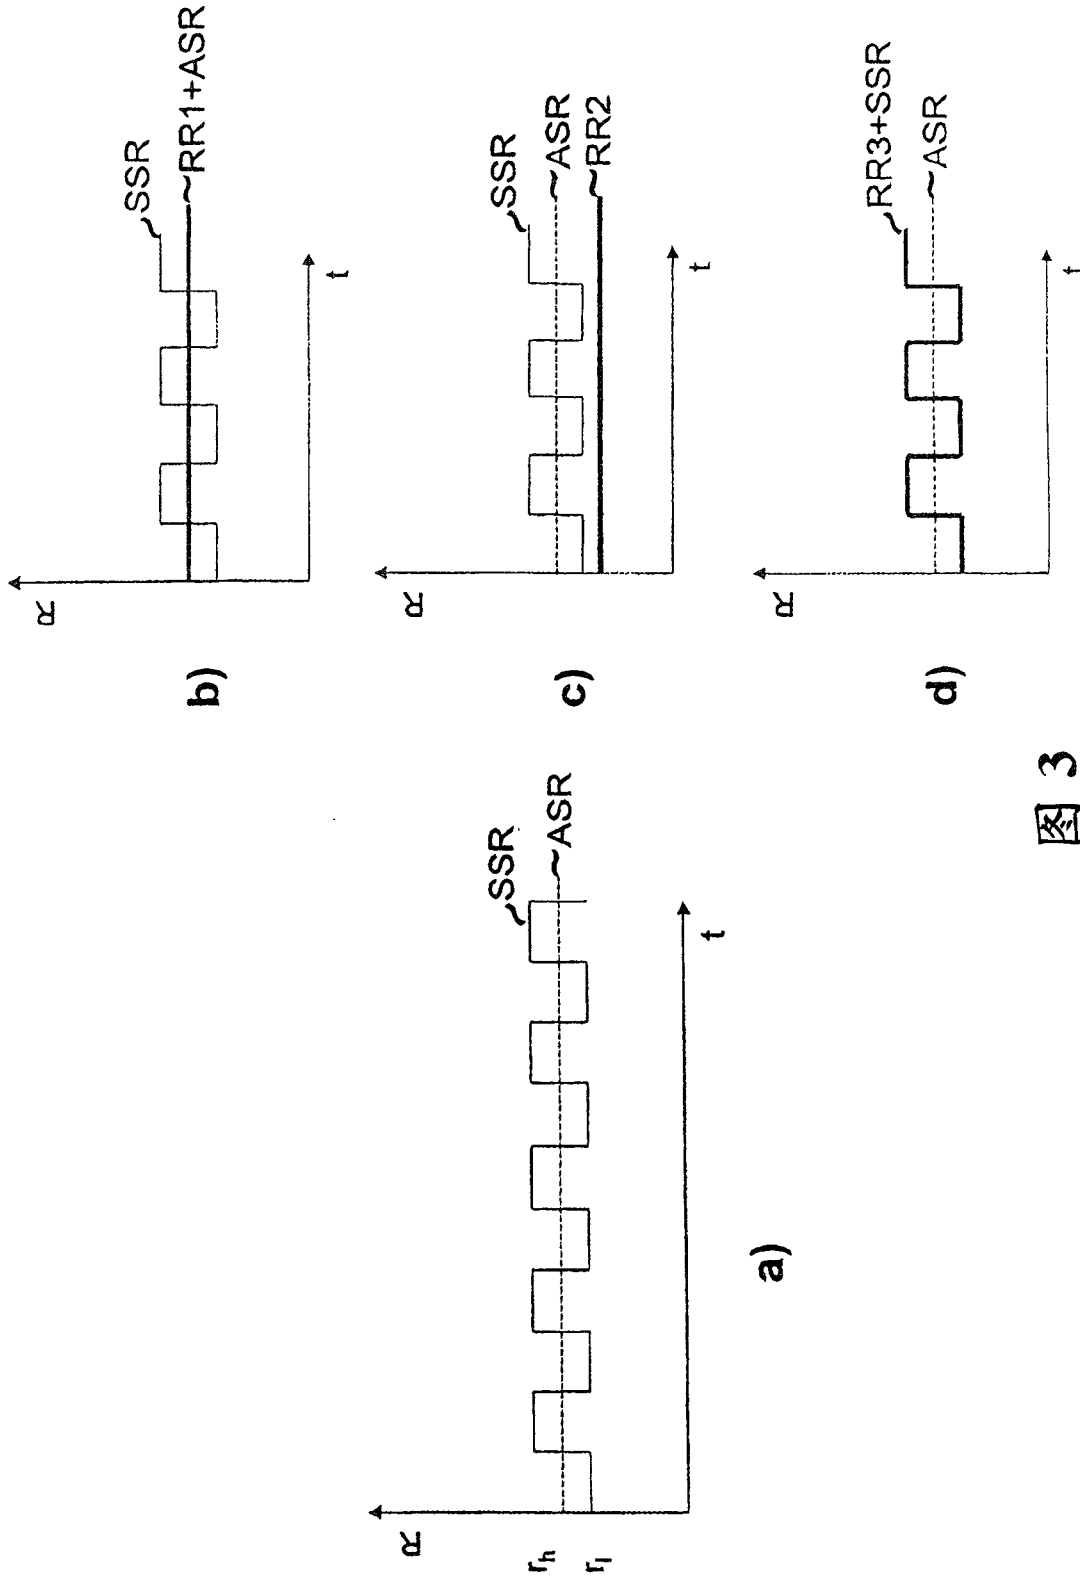 R
r_h
r_l
SSR
ASR
t
a)
R
SSR
RR1+ASR
t
b)
R
SSR
ASR
RR2
t
c)
R
RR3+SSR
ASR
t
d)
图 3